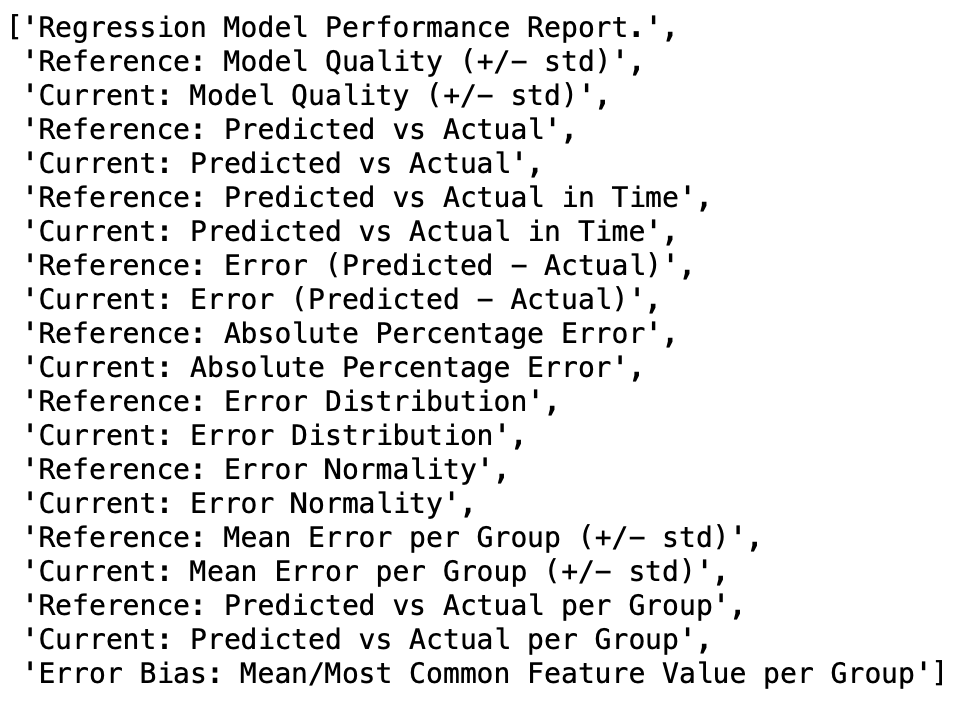 ['Regression Model Performance Report.',
'Reference: Model Quality (+/- std)',
'Current: Model Quality (+/- std)',
'Reference: Predicted vs Actual',
'Current: Predicted vs Actual',
'Reference: Predicted vs Actual in Time',
'Current: Predicted vs Actual in Time',
'Reference: Error (Predicted - Actual)',
'Current: Error (Predicted - Actual)',
'Reference: Absolute Percentage Error',
'Current: Absolute Percentage Error',
'Reference: Error Distribution',
'Current: Error Distribution',
'Reference: Error Normality',
'Current: Error Normality',
'Reference: Mean Error per Group (+/- std)',
'Current: Mean Error per Group (+/- std)',
'Reference: Predicted vs Actual per Group',
'Current: Predicted vs Actual per Group',
'Error Bias: Mean/Most Common Feature Value per Group']